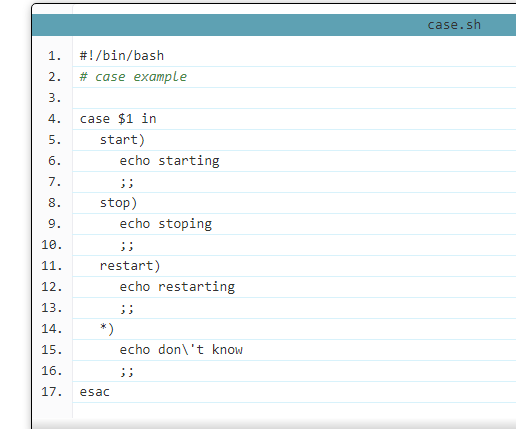 case.sh
1. #!/bin/bash
2. # case example
3.
4. case $1 in
5. start)
6. echo starting
7. ;;
8. stop)
9. echo stoping
10. ;;
11. restart)
12. echo restarting
13. ;;
14. *)
15. echo don\'t know
16. ;;
17. esac